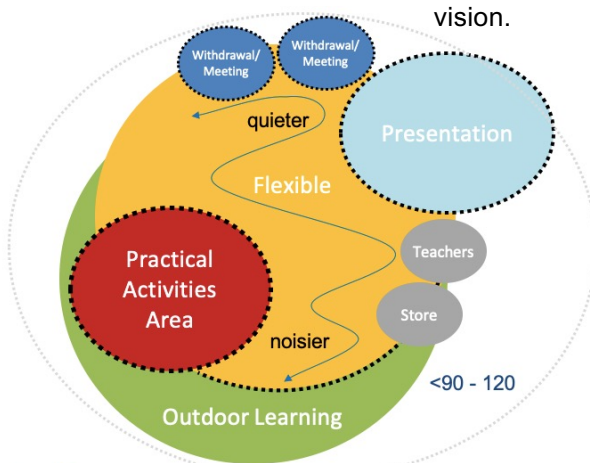 vision.
Withdrawal/
Meeting
Withdrawal/
Meeting
Presentation
quieter
Flexible
Teachers
Practical
Activities
Area
Store
noisier
<90 - 120
Outdoor Learning